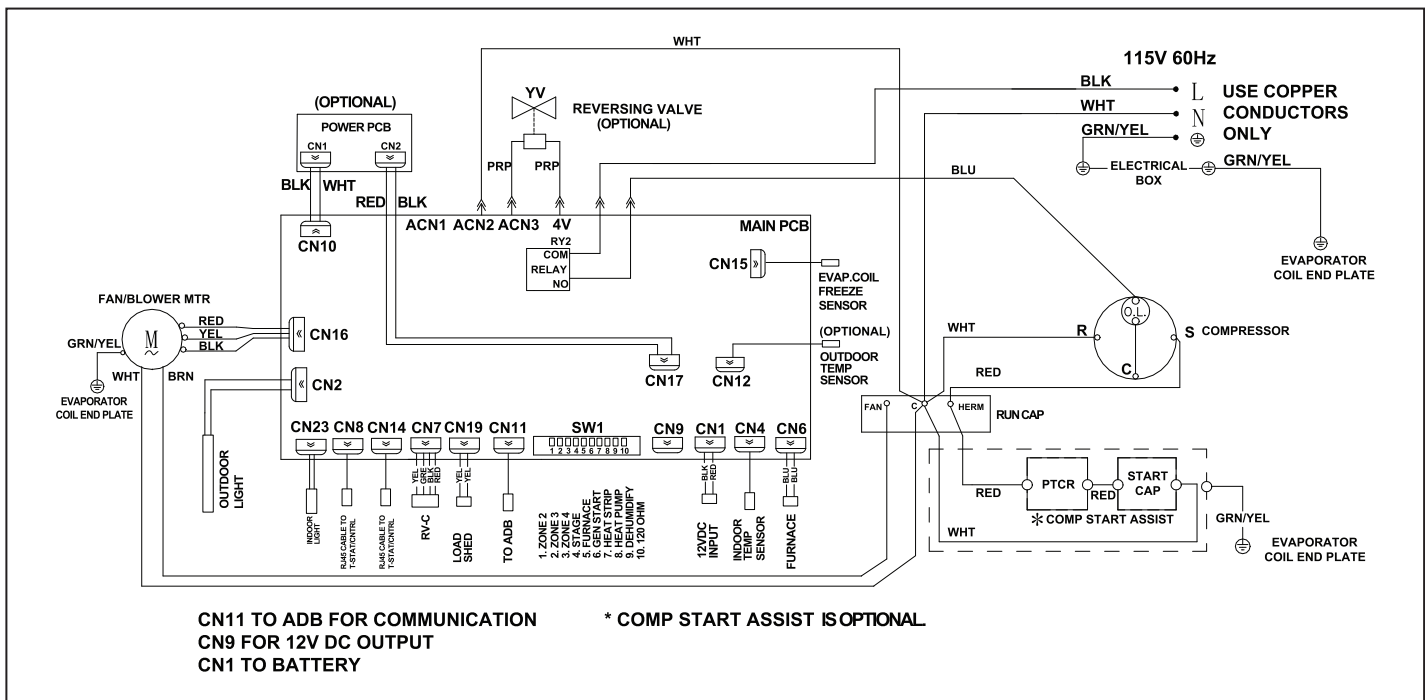 WHT
115V 60Hz
BLK
L
USE COPPER
WHT
N
CONDUCTORS
GRN/YEL
ONLY
ELECTRICAL
BOX
GRN/YEL
EVAPORATOR
COIL END PLATE
(OPTIONAL)
POWER PCB
CN1
CN2
BLK
WHT
RED
BLK
YV
REVERSING VALVE
(OPTIONAL)
PRP
PRP
BLU
ACN1
ACN2
ACN3
4V
MAIN PCB
CN10
RY2
COM
RELAY
NO
CN15
EVAP.COIL
FREEZE
SENSOR
(OPTIONAL)
OUTDOOR
TEMP
SENSOR
CN12
CN17
FAN/BLOWER MTR
M
RED
YEL
BLK
GRN/YEL
WHT
BRN
EVAPORATOR
COIL END PLATE
CN16
CN2
OUTDOOR
LIGHT
O.L.
R
S
COMPRESSOR
C
WHT
RED
FAN
C
HERM
RUN CAP
CN23
CN8
CN14
CN7
CN19
CN11
SW1
1 2 3 4 5 6 7 8 9 10
CN9
CN1
CN4
CN6
YEL
GRE
BLK
RED
YEL
YEL
BLK
RED
BLU
BLU
INDOOR
LIGHT
RJ45 CABLE TO
T-STAT/CNTRL
RJ45 CABLE TO
T-STAT/CNTRL
RV-C
LOAD
SHED
TO ADB
1. ZONE 2
2. ZONE 3
3. ZONE 4
4. STAGE
5. FURNACE
6. GEN START
7. HEAT STRIP
8. HEAT PUMP
9. DEHUMIDIFY
10. 120 OHM
12VDC
INPUT
INDOOR
TEMP
SENSOR
FURNACE
RED
PTCR
RED
START
CAP
* COMP START ASSIST
WHT
GRN/YEL
EVAPORATOR
COIL END PLATE
CN11 TO ADB FOR COMMUNICATION
* COMP START ASSIST IS OPTIONAL.
CN9 FOR 12V DC OUTPUT
CN1 TO BATTERY